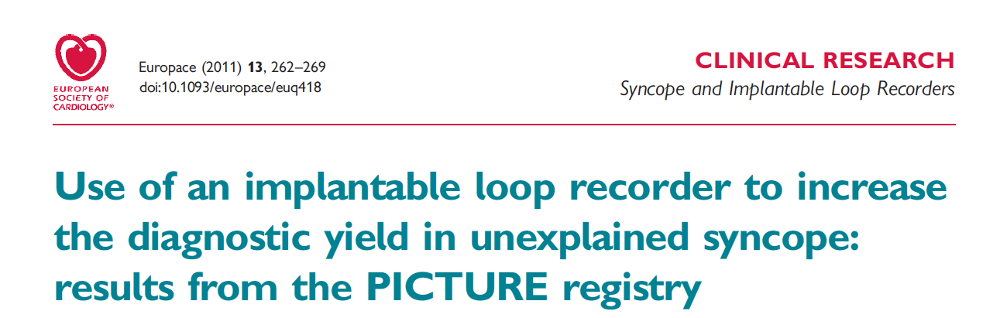 EUROPEAN
SOCIETY OF
CARDIOLOGY®
Europace (2011) 13, 262–269
doi:10.1093/europace/euq418
CLINICAL RESEARCH
Syncope and Implantable Loop Recorders
Use of an implantable loop recorder to increase
the diagnostic yield in unexplained syncope:
results from the PICTURE registry